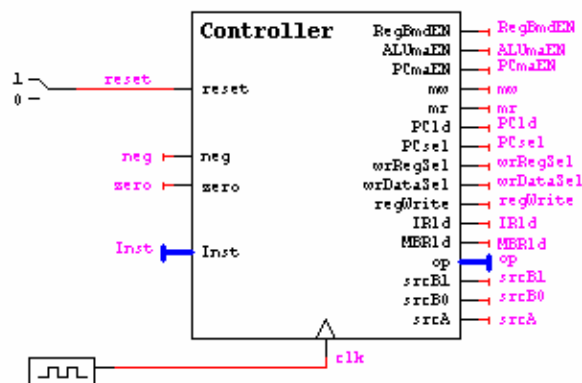 Controller
1
0
reset
reset
neg
neg
zero
zero
Inst
Inst
clk
RegBmdEN
RegBmdEN
ALUmaEN
ALUmaEN
PCmaEN
PCmaEN
mw
mw
mr
mr
PCld
PCld
PCsel
PCsel
wrRegSel
wrRegSel
wrDataSel
wrDataSel
regWrite
regWrite
IRld
IRld
MBRld
MBRld
op
op
srcB1
srcB1
srcB0
srcB0
srcA
srcA